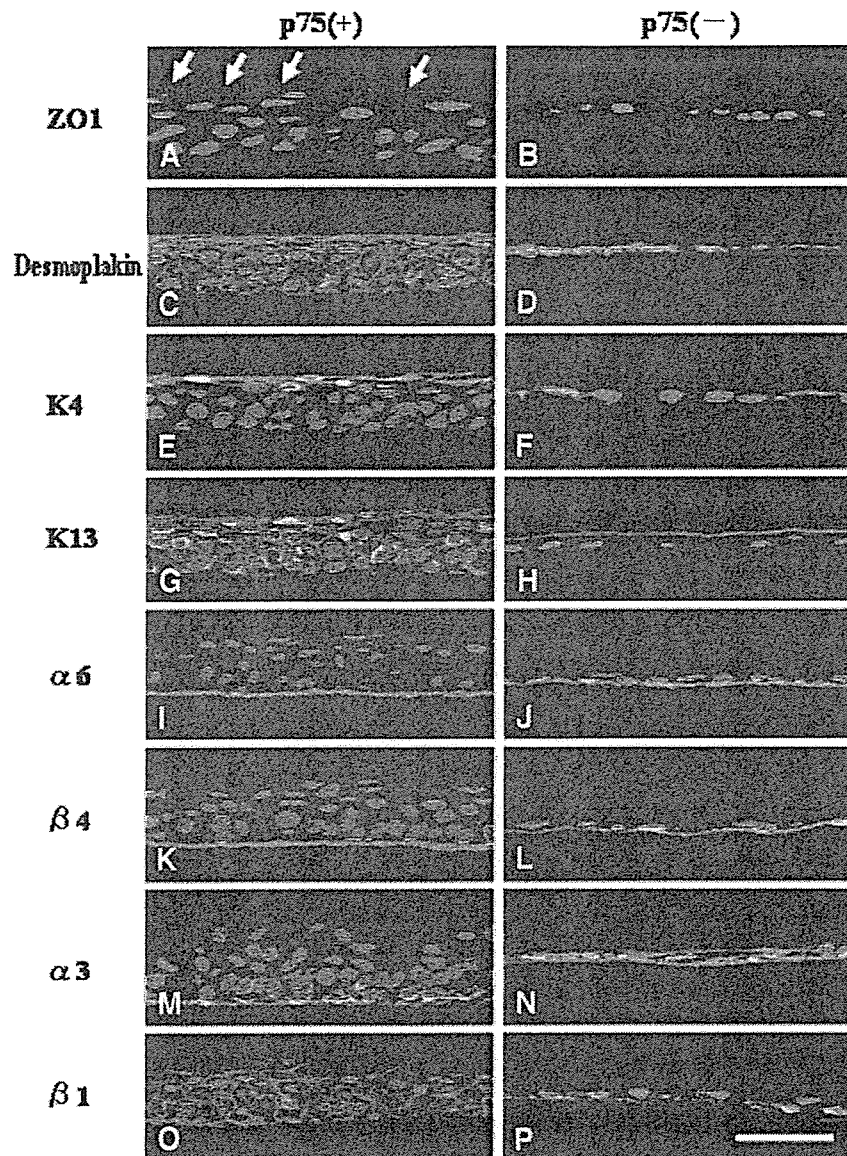 p75(+) p75(−)
ZO1 A B
Desmoplakin C D
K4 E F
K13 G H
α6 I J
β4 K L
α3 M N
β1 O P